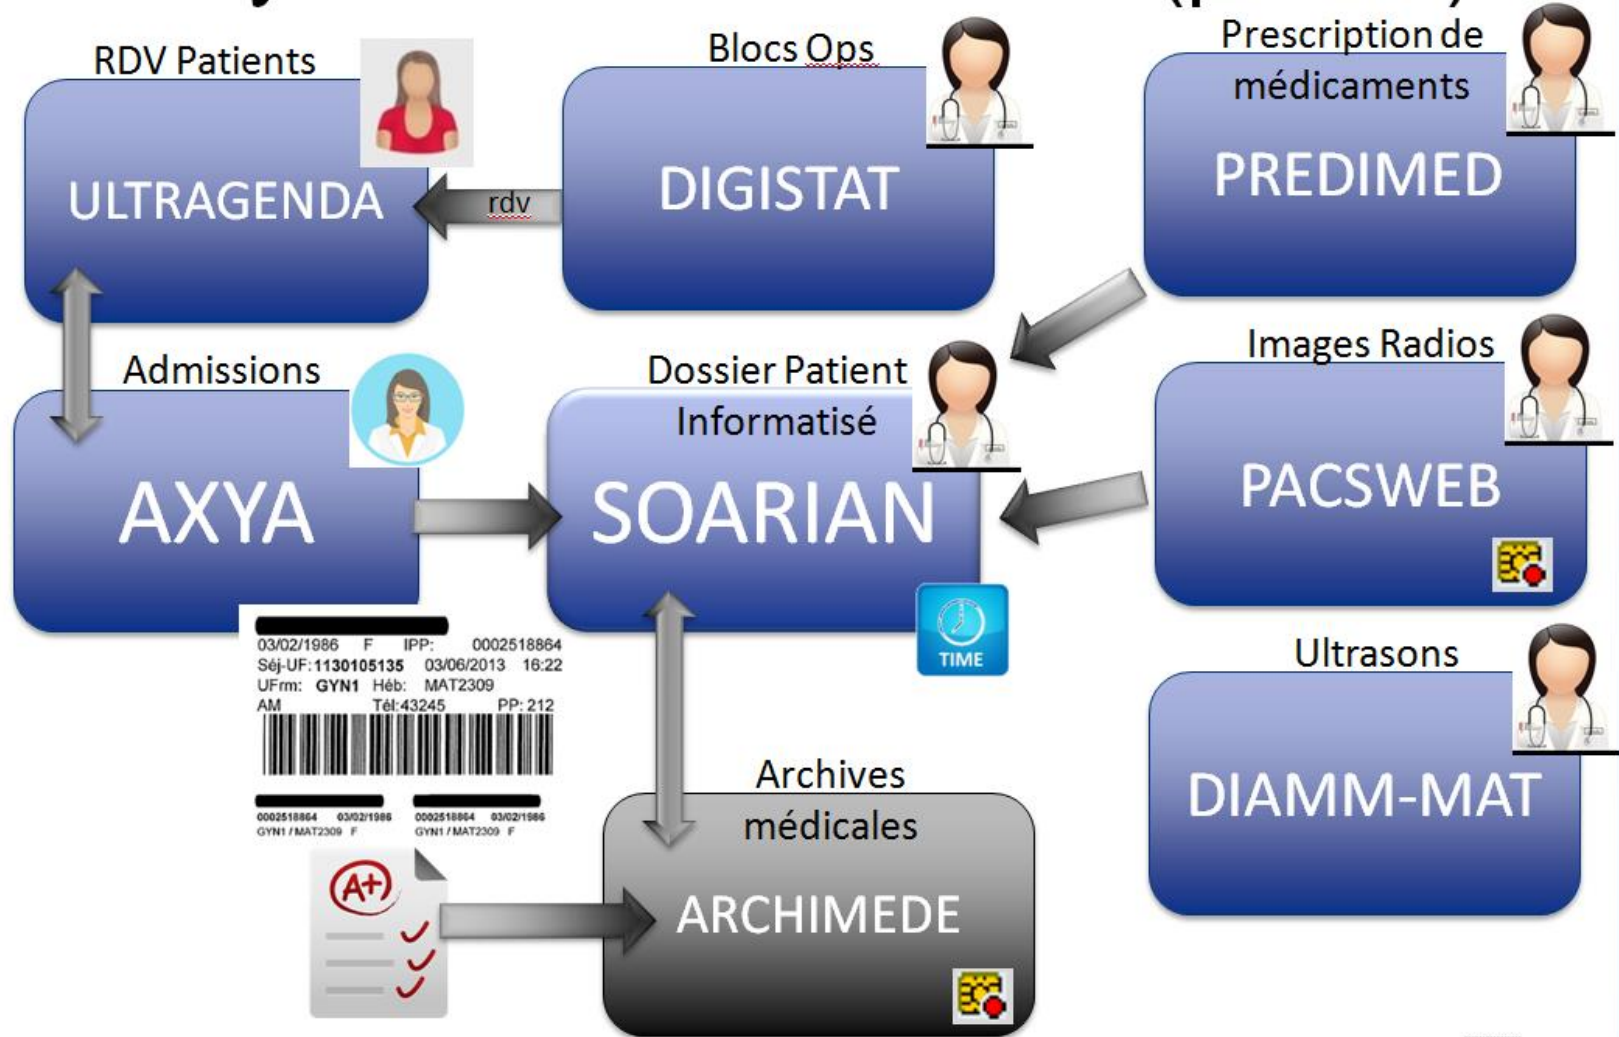 RDV Patients
ULTRAGENDA
rdv
Blocs Ops
DIGISTAT
Prescription de
médicaments
PREDIMED
Admissions
AXYA
Dossier Patient
Informatisé
SOARIAN
TIME
Images Radios
PACSWEB
03/02/1986 F IPP: 0002518864
Séj-UF: 1130105135 03/06/2013 16:22
UFrm: GYN1 Héb: MAT2309
AM Tél:43245 PP: 212
0002518864 03/02/1986
GYN1 / MAT2309 F
0002518864 03/02/1986
GYN1 / MAT2309 F
Ultrasons
DIAMM-MAT
A+
Archives
médicales
ARCHIMEDE